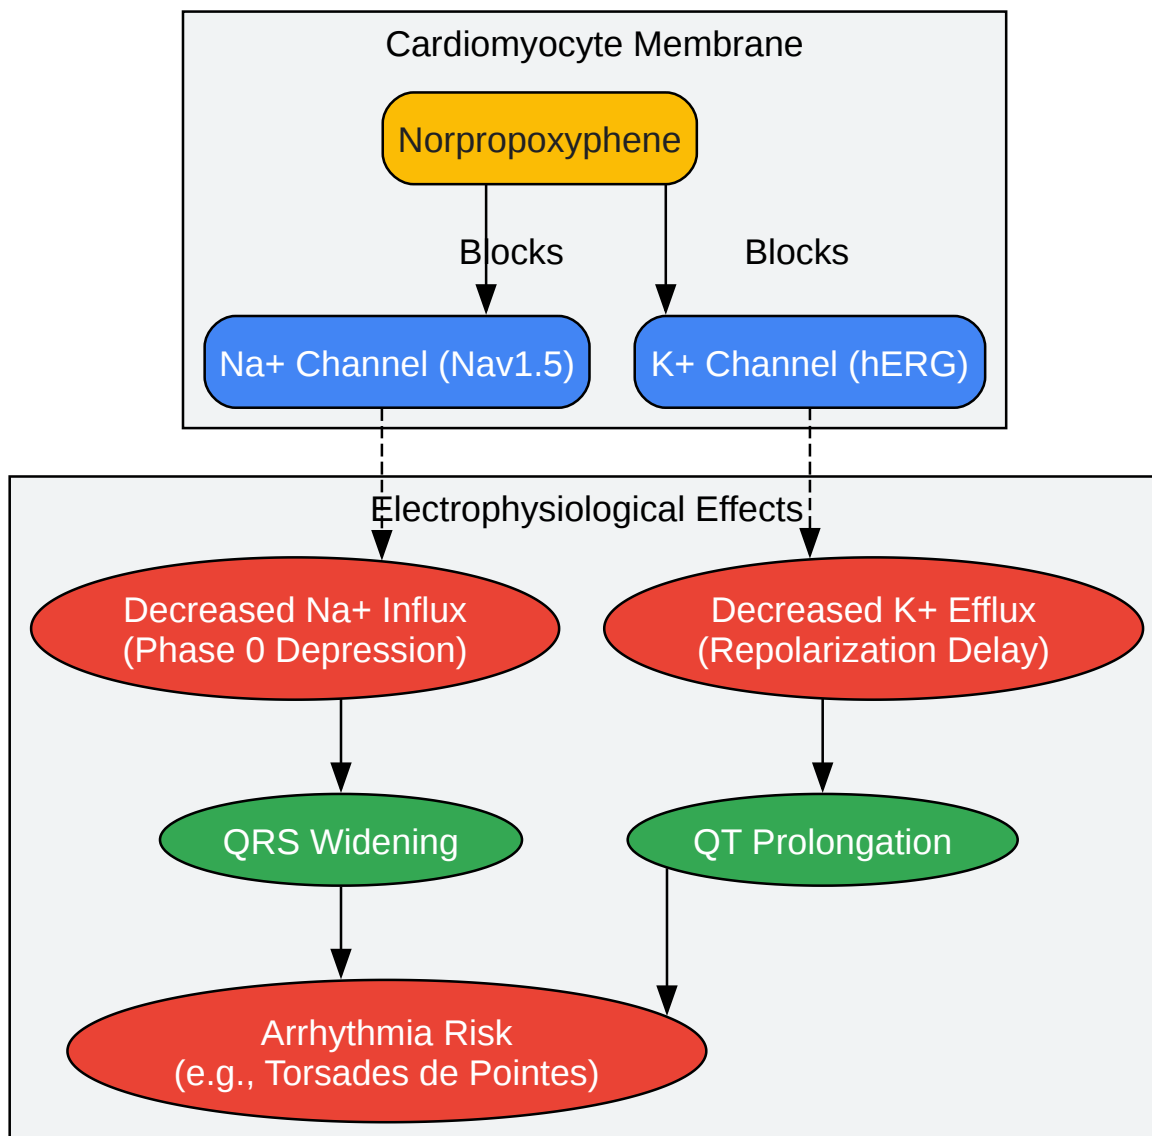 Cardiomyocyte Membrane
Norpropoxyphene
Blocks
Blocks
Na+ Channel (Nav1.5)
K+ Channel (hERG)
Electrophysiological Effects
Decreased Na+ Influx
(Phase 0 Depression)
Decreased K+ Efflux
(Repolarization Delay)
QRS Widening
QT Prolongation
Arrhythmia Risk
(e.g., Torsades de Pointes)